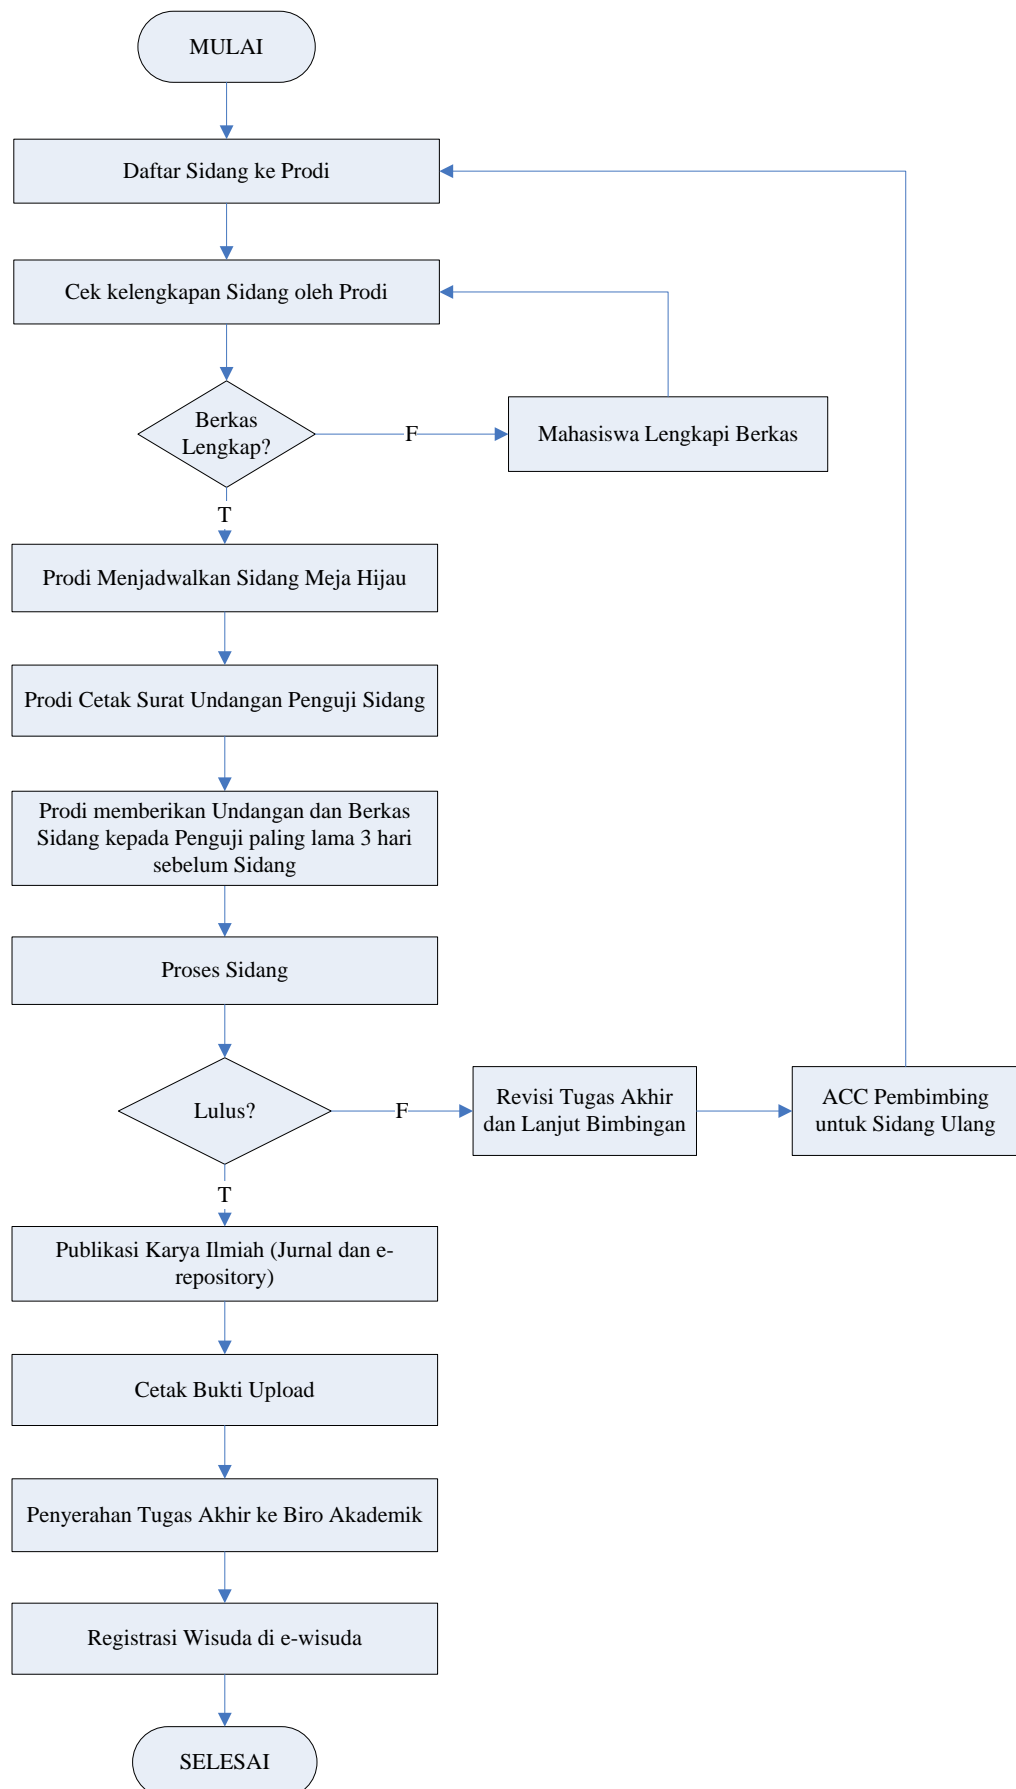 MULAI
Daftar Sidang ke Prodi
Cek kelengkapan Sidang oleh Prodi
Berkas
Lengkap?
F
Mahasiswa Lengkapi Berkas
T
Prodi Menjadwalkan Sidang Meja Hijau
Prodi Cetak Surat Undangan Penguji Sidang
Prodi memberikan Undangan dan Berkas
Sidang kepada Penguji paling lama 3 hari
sebelum Sidang
Proses Sidang
Lulus?
F
Revisi Tugas Akhir
dan Lanjut Bimbingan
ACC Pembimbing
untuk Sidang Ulang
T
Publikasi Karya Ilmiah (Jurnal dan e-
repository)
Cetak Bukti Upload
Penyerahan Tugas Akhir ke Biro Akademik
Registrasi Wisuda di e-wisuda
SELESAI